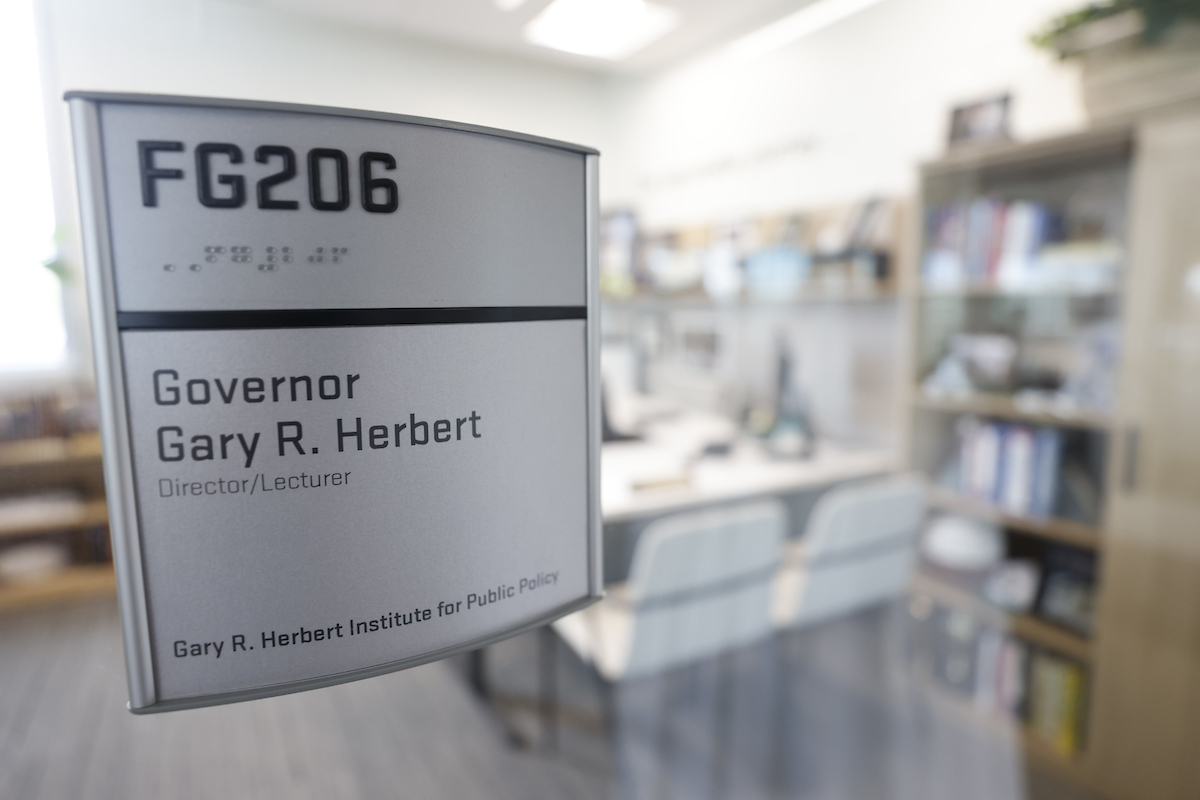 FG206
Governor
Gary R. Herbert
Director/Lecturer
Gary R. Herbert Institute for Public Policy